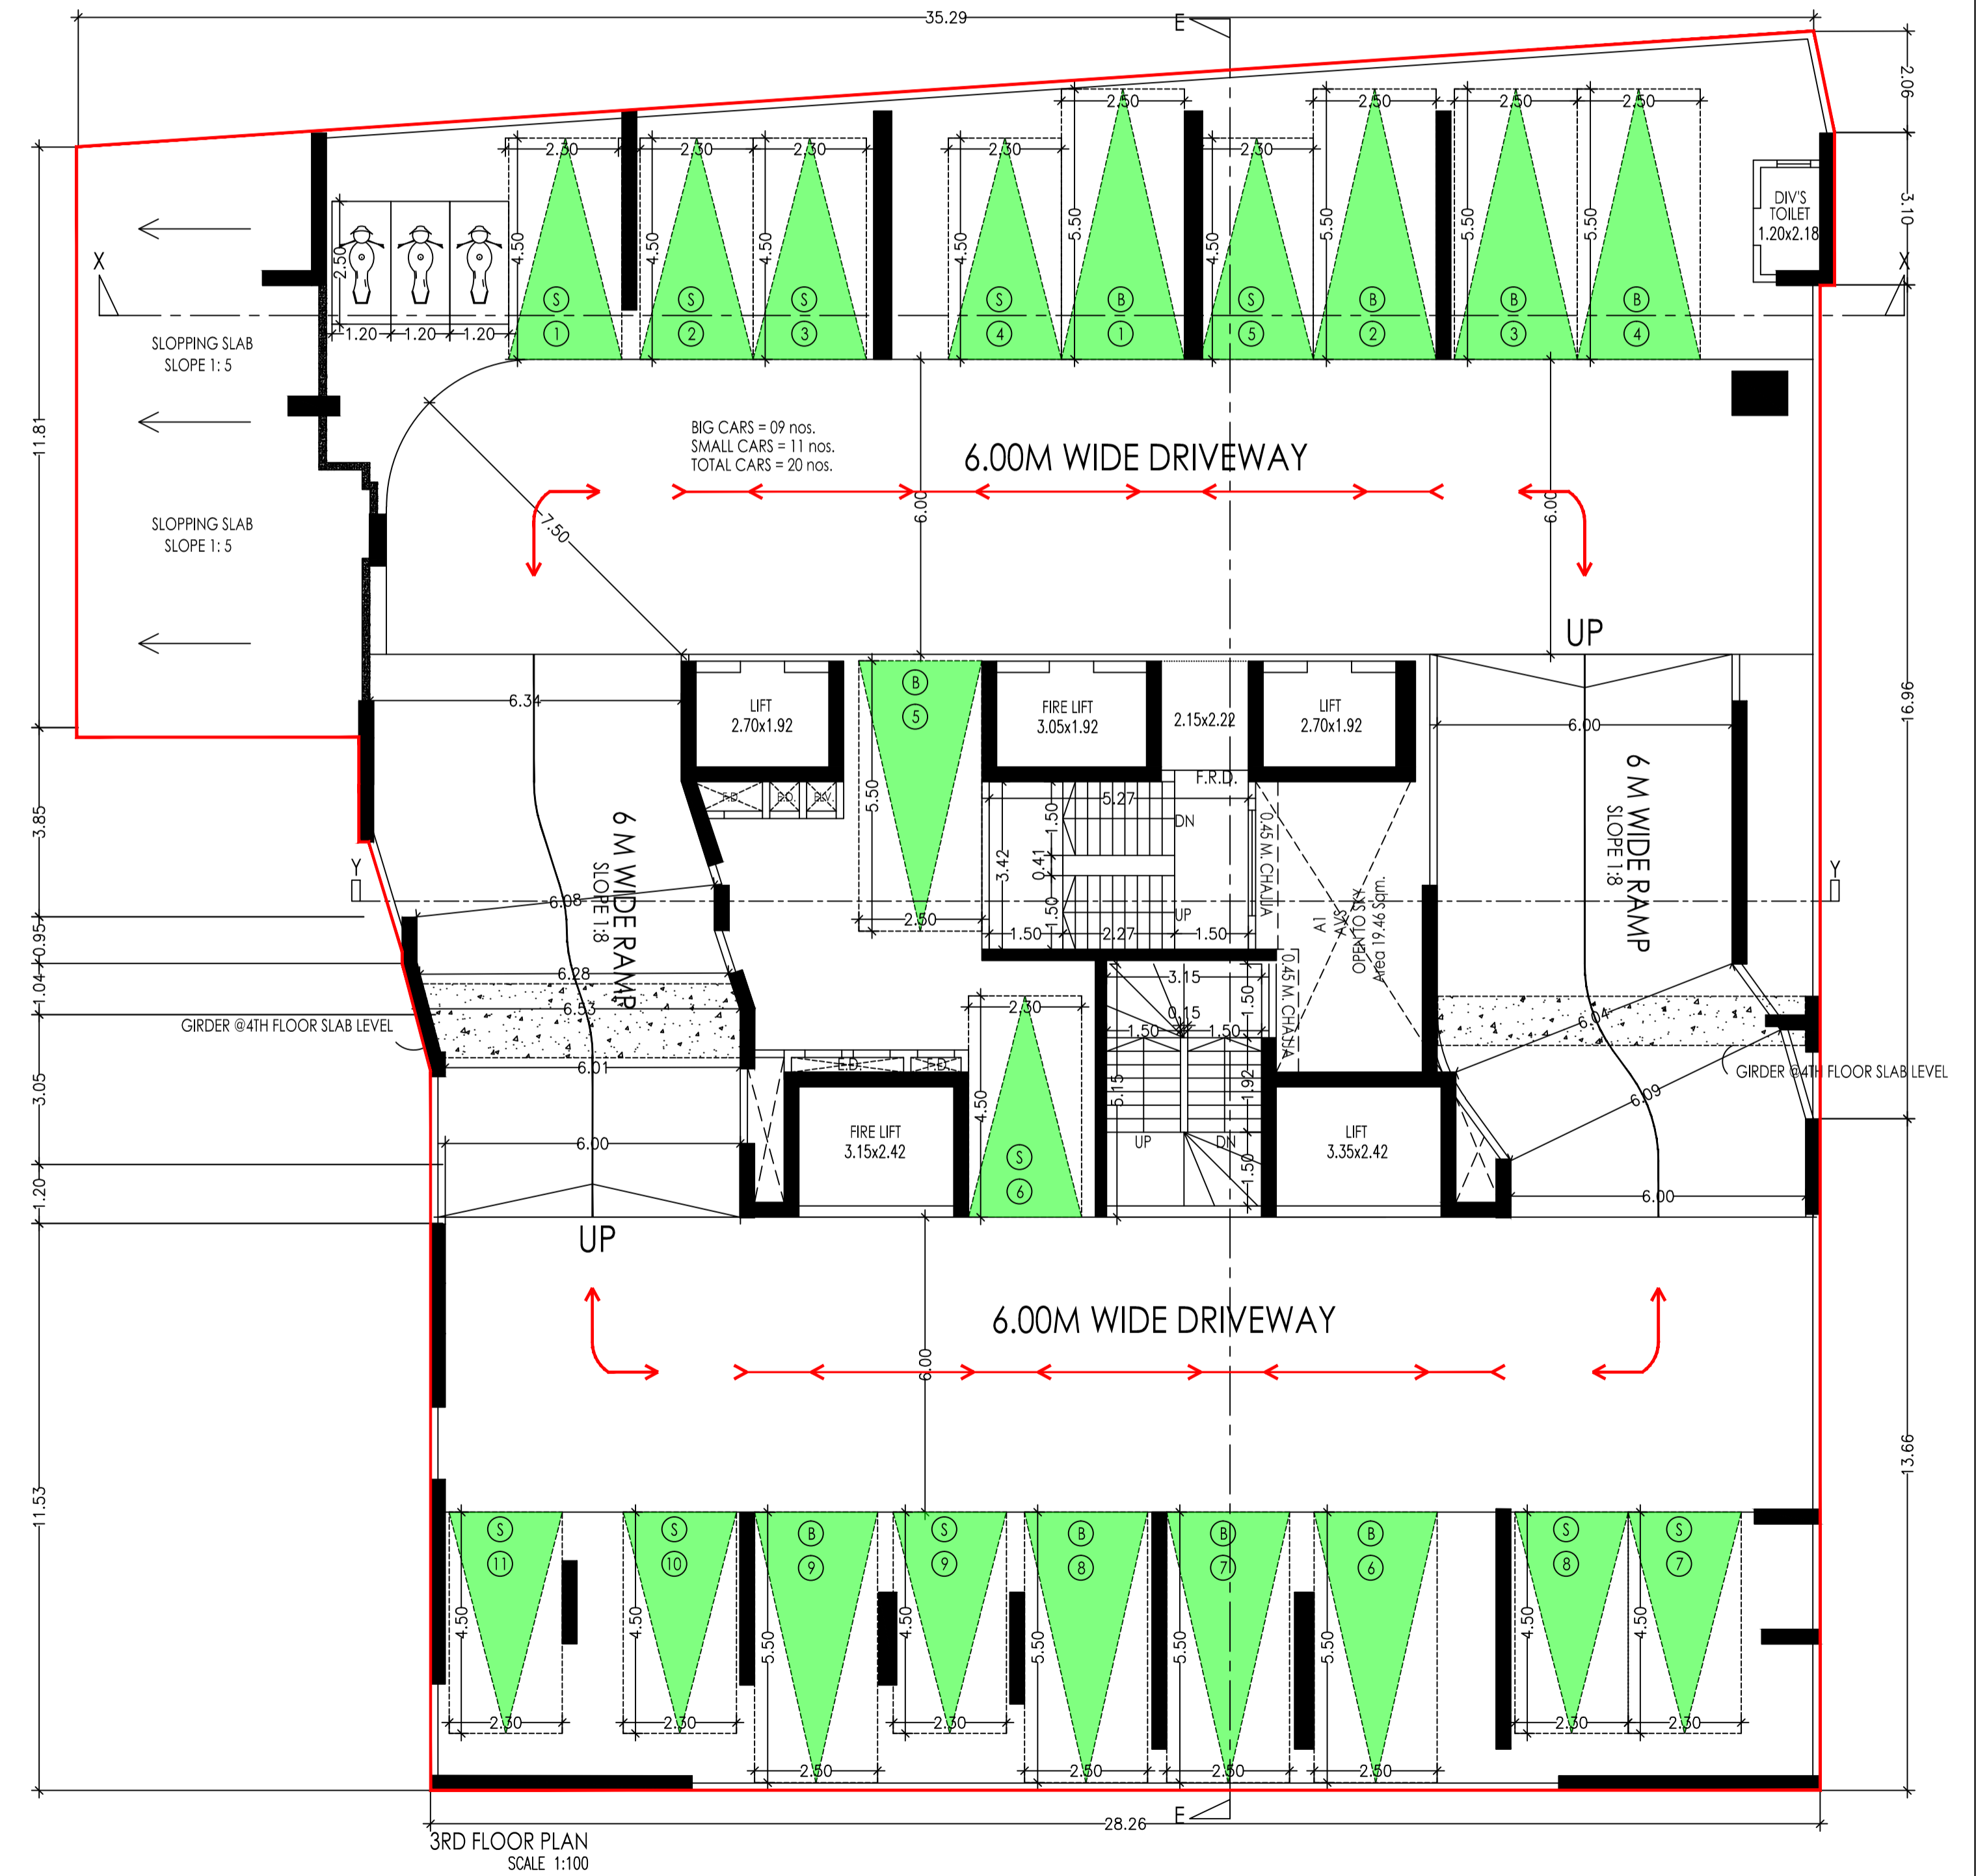 35.29
E
2.06
2.50
2.50
2.50
2.50
2.30
2.30
2.30
2.30
2.30
5.50
5.50
5.50
5.50
4.50
4.50
4.50
4.50
4.50
DIV'S
TOILET
1.20x2.18
3.10
2.50
X
X
S
1
S
2
S
3
S
4
B
1
S
5
B
2
B
3
B
4
1.20
1.20
1.20
SLOPPING SLAB
SLOPE 1: 5
11.81
BIG CARS = 09 nos.
SMALL CARS = 11 nos.
TOTAL CARS = 20 nos.
6.00M WIDE DRIVEWAY
6.00
6.00
7.50
SLOPPING SLAB
SLOPE 1: 5
UP
6.34
LIFT
2.70x1.92
B
5
FIRE LIFT
3.05x1.92
2.15x2.22
LIFT
2.70x1.92
6.00
16.96
F.R.D.
F.D.
E.D.
ELV.
5.50
5.27
1.50
DN
3.42
0.41
1.50
UP
1.50
2.27
1.50
0.45 M. CHAJJA
A1
AVS
OPEN TO SKY
Area 19.46 Sqm.
6 M WIDE RAMP
SLOPE 1:8
6 M WIDE RAMP
SLOPE 1:8
3.85
Y
Y
6.08
2.50
0.95
6.28
1.04
6.53
GIRDER @4TH FLOOR SLAB LEVEL
6.01
2.30
3.15
0.15
1.50
1.50
1.50
0.45 M. CHAJJA
6.04
GIRDER @4TH FLOOR SLAB LEVEL
6.09
3.05
E.D.
F.D.
4.50
5.15
1.92
6.00
FIRE LIFT
3.15x2.42
S
6
UP
DN
1.50
LIFT
3.35x2.42
6.00
1.20
UP
6.00M WIDE DRIVEWAY
6.00
13.99
11.53
S
11
S
10
B
9
S
9
B
8
B
7
B
6
S
8
S
7
4.50
4.50
5.50
4.50
5.50
5.50
5.50
4.50
4.50
2.30
2.30
2.30
2.30
2.30
2.50
2.50
2.50
2.50
E
28.26
3RD FLOOR PLAN
SCALE 1:100